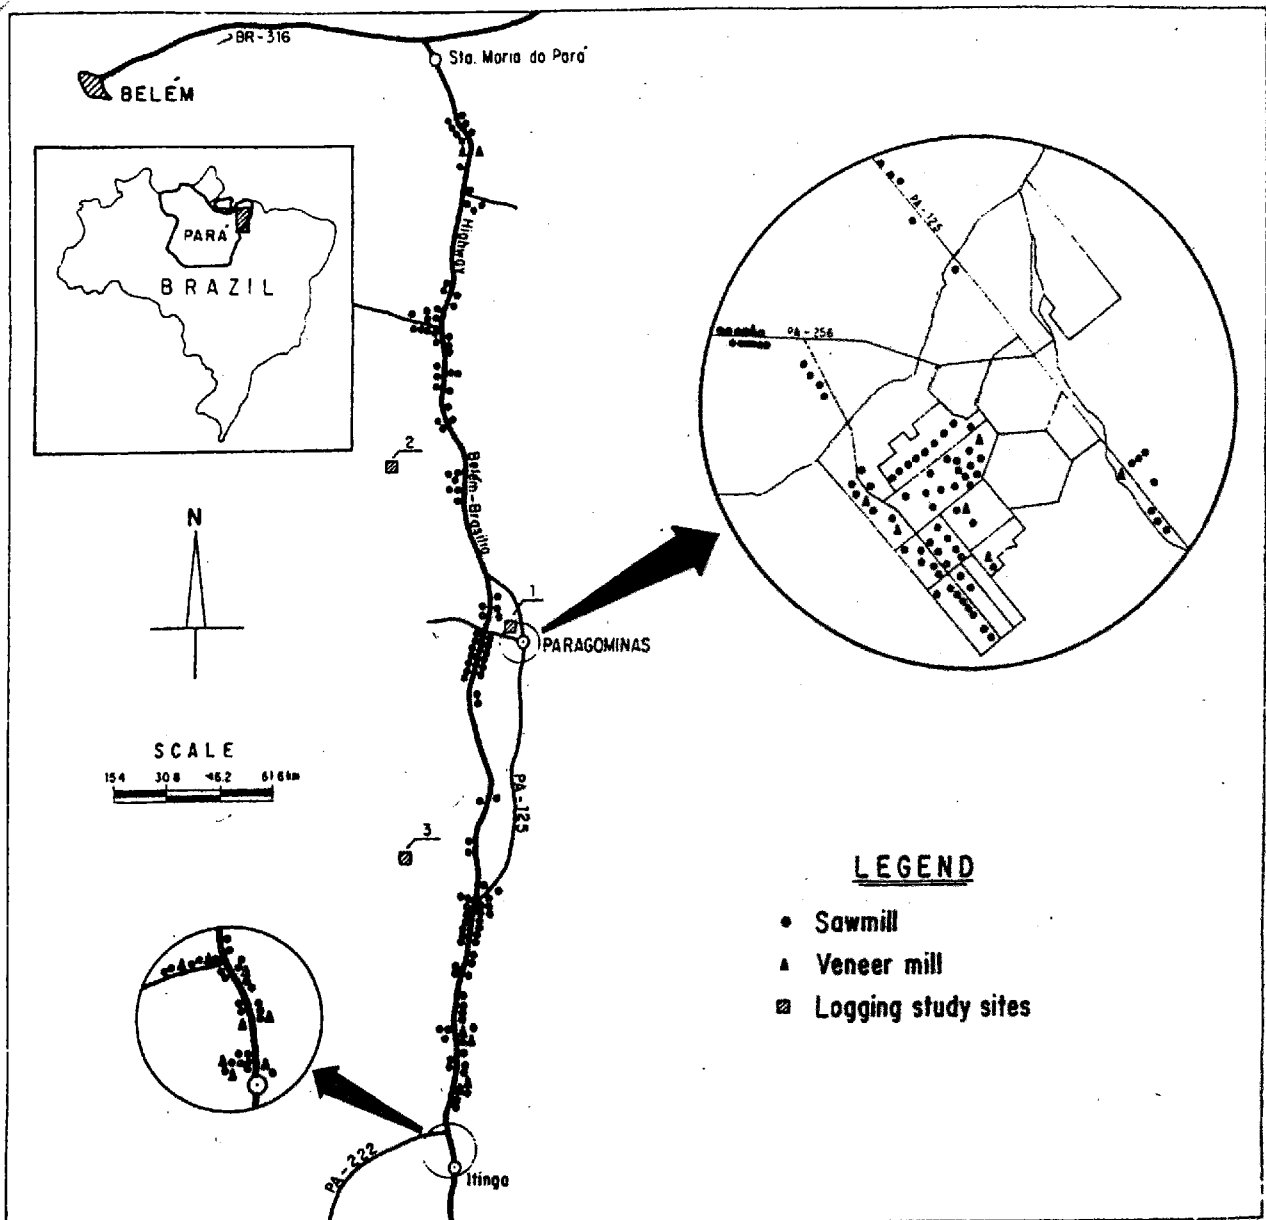 BR-316
Sta. Maria do Pará
BELÉM
PARÁ
BRAZIL
Highway
Belém-Brasília
PA-125
PA-256
2
N
1
PARAGOMINAS
SCALE
15.4 30.8 46.2 61.6 km
PA-125
3
LEGEND
Sawmill
Veneer mill
Logging study sites
PA-222
Itinga